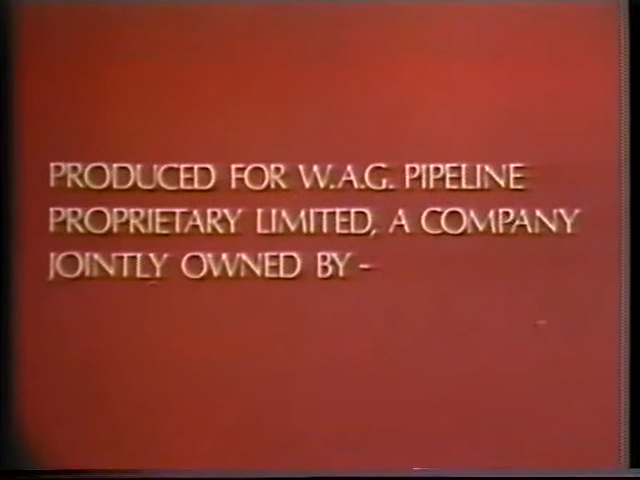 PRODUCED FOR W.A.G. PIPELINE
PROPRIETARY LIMITED, A COMPANY
JOINTLY OWNED BY -